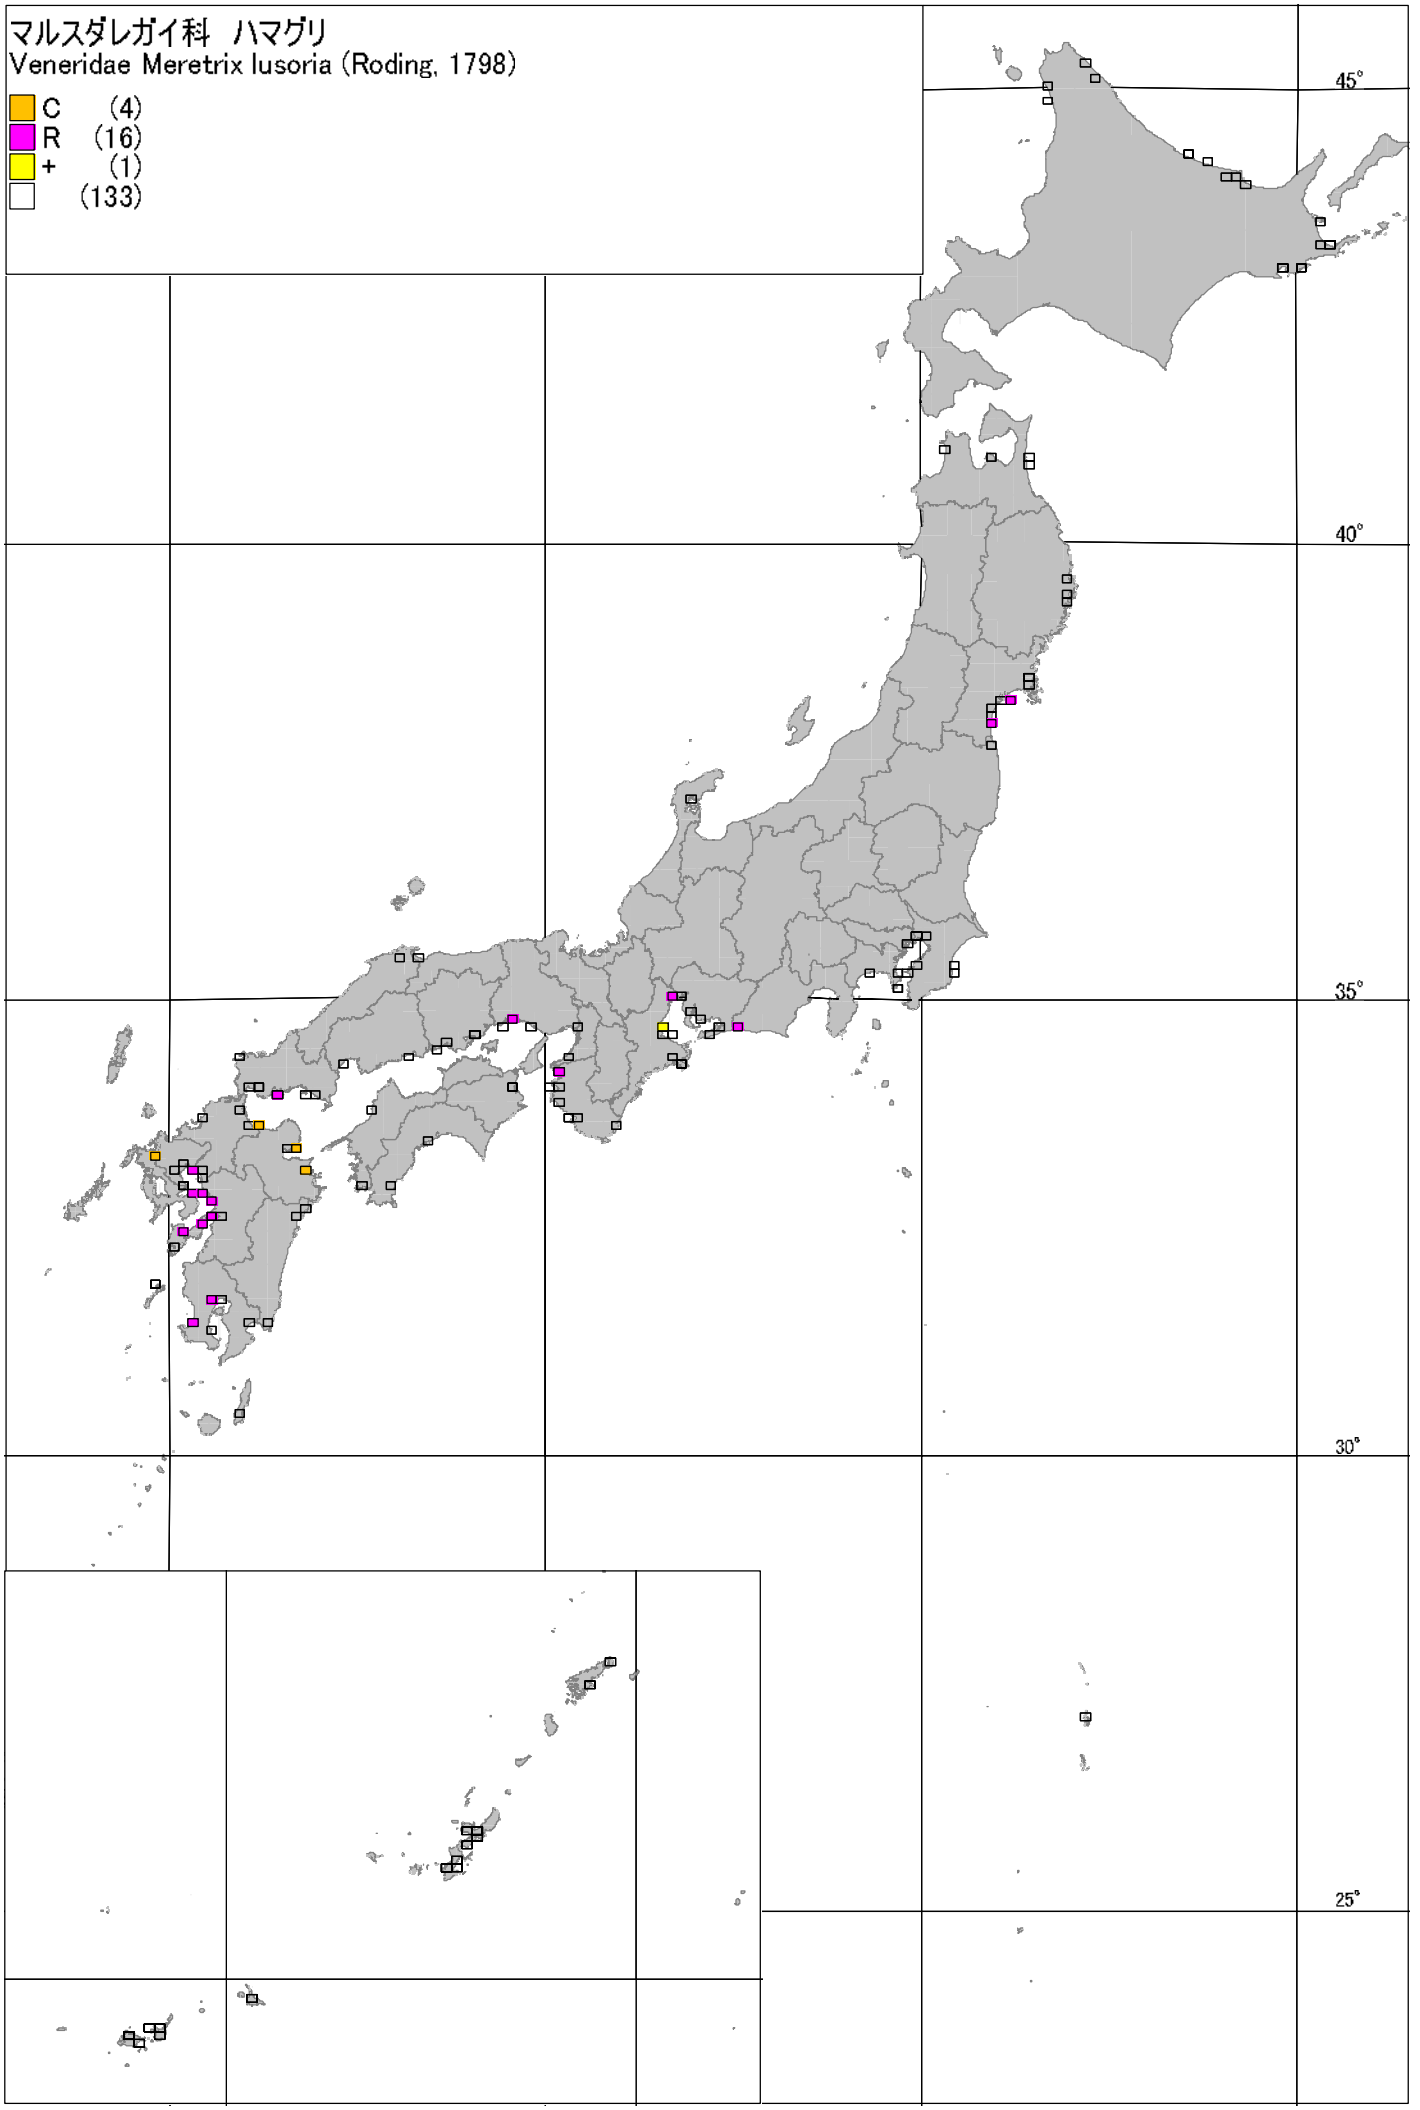 マルスダレガイ科　ハマグリ
Veneridae Meretrix lusoria (Roding, 1798)
C (4)
R (16)
+ (1)
(133)
45°
40°
35°
30°
25°